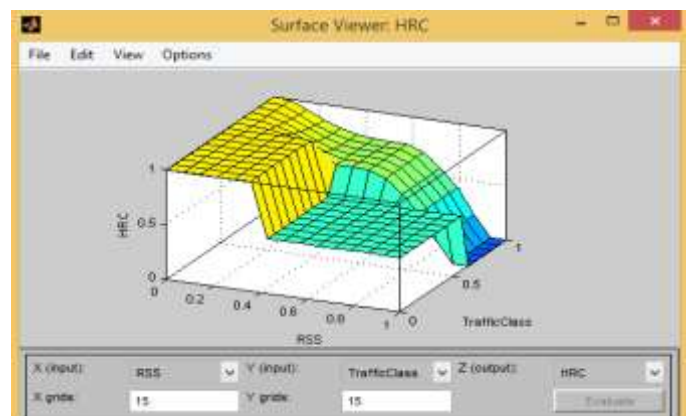 Surface Viewer: HRC
File Edit View Options
1
0.5
0
HRC
0 0.2 0.4 0.6 0.8 1
RSS
0 0.5 1
TrafficClass
X (input): RSS Y (input): TrafficClass Z (output): HRC
X grids: 15 Y grids: 15 Evaluate